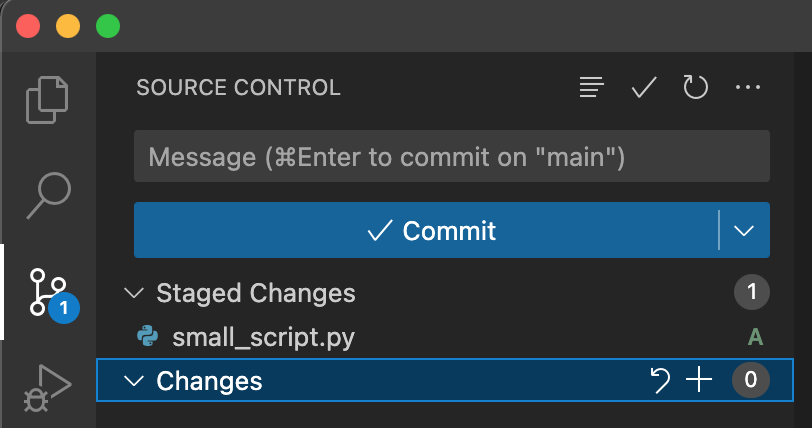 SOURCE CONTROL
Message (⌘Enter to commit on "main")
Commit
Staged Changes 1
small_script.py A
1
Changes 0